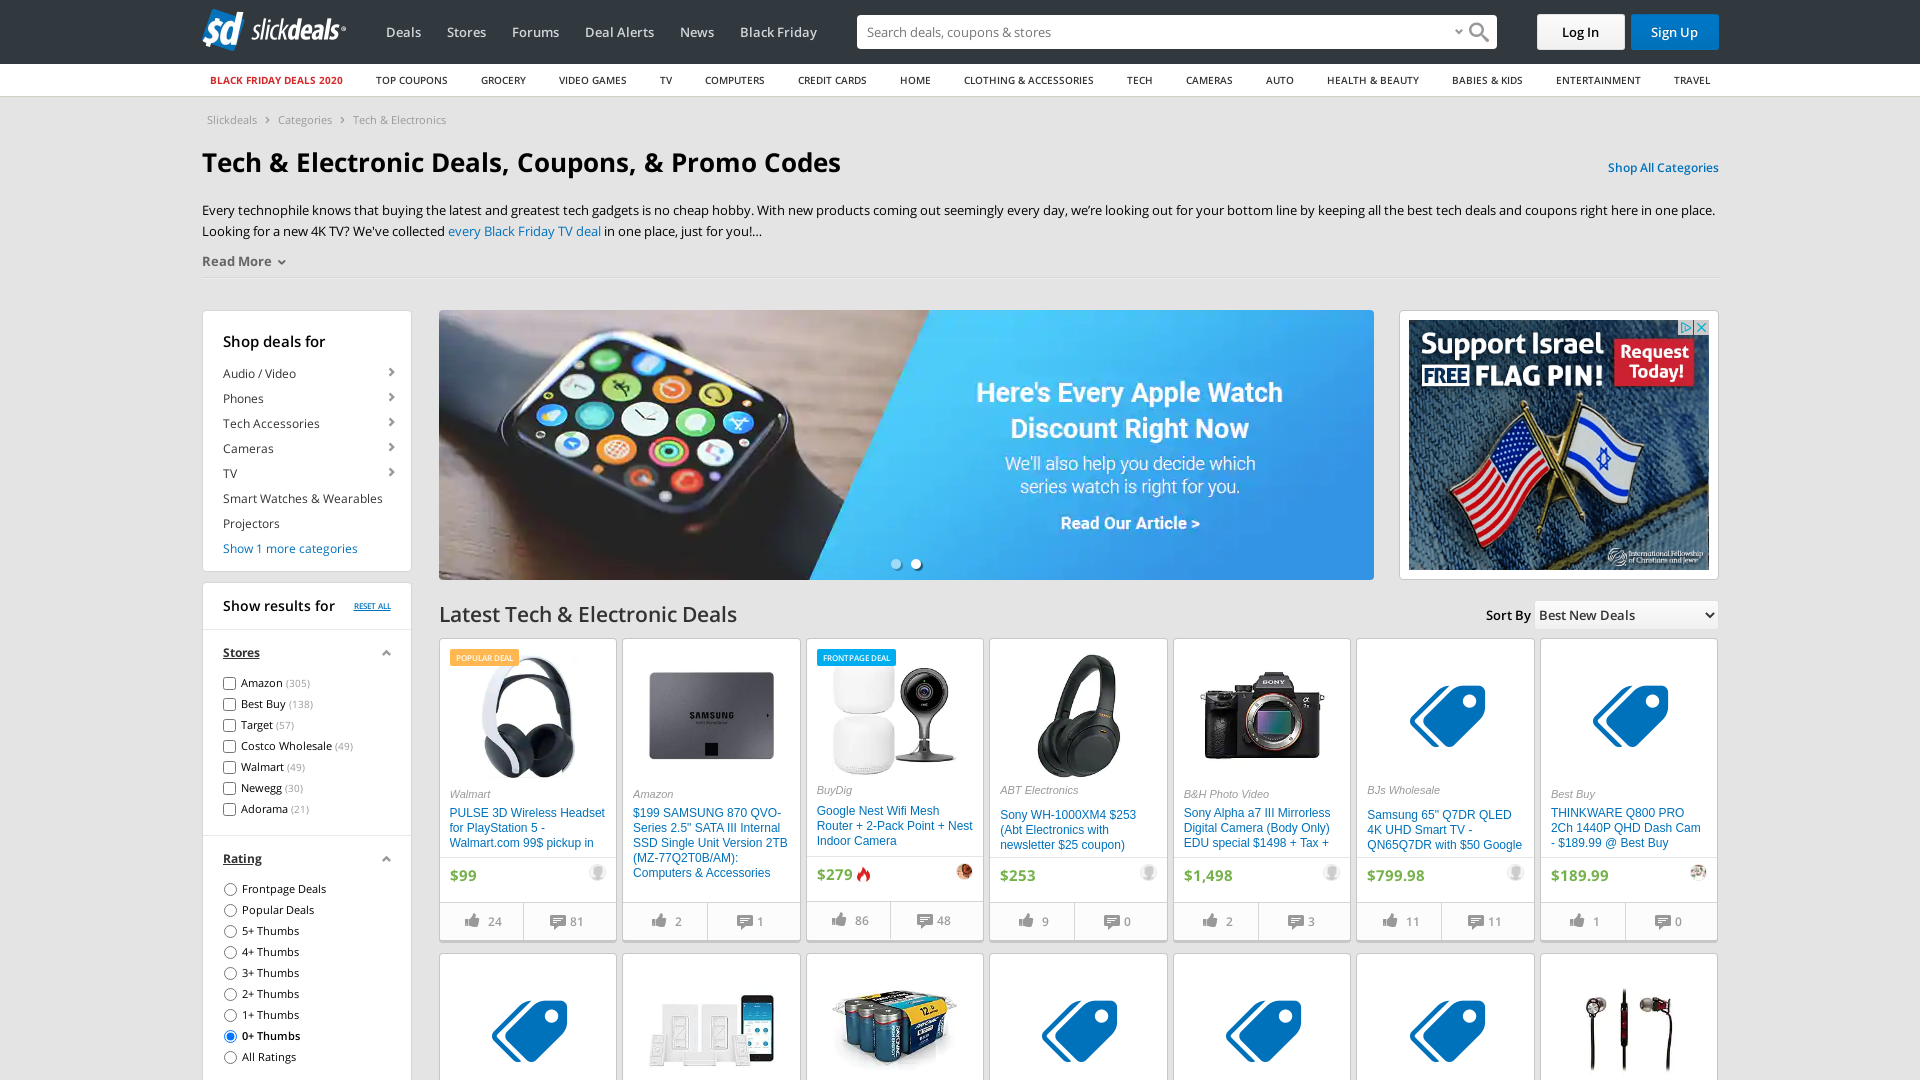 slickdeals
Deals
Stores
Forums
Deal Alerts
News
Black Friday
Search deals, coupons & stores
Log In
Sign Up
BLACK FRIDAY DEALS 2020
TOP COUPONS
GROCERY
VIDEO GAMES
TV
COMPUTERS
CREDIT CARDS
HOME
CLOTHING & ACCESSORIES
TECH
CAMERAS
AUTO
HEALTH & BEAUTY
BABIES & KIDS
ENTERTAINMENT
TRAVEL
Slickdeals > Categories > Tech & Electronics
Tech & Electronic Deals, Coupons, & Promo Codes
Shop All Categories
Every technophile knows that buying the latest and greatest tech gadgets is no cheap hobby. With new products coming out seemingly every day, we’re looking out for your bottom line by keeping all the best tech deals and coupons right here in one place.
Looking for a new 4K TV? We've collected every Black Friday TV deal in one place, just for you!...
Read More
Shop deals for
Audio / Video
Phones
Tech Accessories
Cameras
TV
Smart Watches & Wearables
Projectors
Show 1 more categories
Show results for
RESET ALL
Stores
Amazon (305)
Best Buy (138)
Target (57)
Costco Wholesale (49)
Walmart (49)
Newegg (30)
Adorama (21)
Rating
Frontpage Deals
Popular Deals
5+ Thumbs
4+ Thumbs
3+ Thumbs
2+ Thumbs
1+ Thumbs
0+ Thumbs
All Ratings
Here's Every Apple Watch
Discount Right Now
We'll also help you decide which
series watch is right for you.
Read Our Article >
Support Israel
FREE FLAG PIN!
Request
Today!
International Fellowship
of Christians and Jews
Latest Tech & Electronic Deals
Sort By
Best New Deals
POPULAR DEAL
Walmart
PULSE 3D Wireless Headset
for PlayStation 5 -
Walmart.com 99$ pickup in
$99
24
81
SAMSUNG
Amazon
$199 SAMSUNG 870 QVO-
Series 2.5" SATA III Internal
SSD Single Unit Version 2TB
(MZ-77Q2T0B/AM):
Computers & Accessories
2
1
FRONTPAGE DEAL
BuyDig
Google Nest Wifi Mesh
Router + 2-Pack Point + Nest
Indoor Camera
$279
86
48
ABT Electronics
Sony WH-1000XM4 $253
(Abt Electronics with
newsletter $25 coupon)
$253
9
0
SONY
B&H Photo Video
Sony Alpha a7 III Mirrorless
Digital Camera (Body Only)
EDU special $1498 + Tax +
$1,498
2
3
BJs Wholesale
Samsung 65" Q7DR QLED
4K UHD Smart TV -
QN65Q7DR with $50 Google
$799.98
11
11
Best Buy
THINKWARE Q800 PRO
2Ch 1440P QHD Dash Cam
- $189.99 @ Best Buy
$189.99
1
0